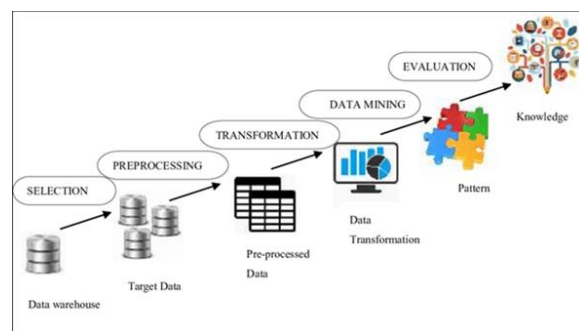 EVALUATION
Knowledge
DATA MINING
TRANSFORMATION
Pattern
PREPROCESSING
Data
Transformation
SELECTION
Pre-processed
Data
Target Data
Data warehouse